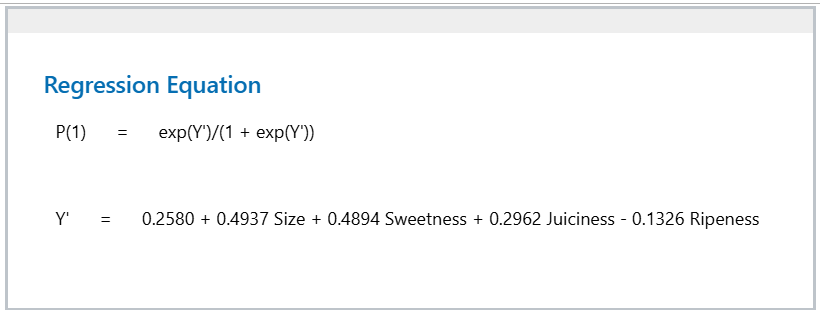 Regression Equation
P(1) = exp(Y')/(1 + exp(Y'))
Y' = 0.2580 + 0.4937 Size + 0.4894 Sweetness + 0.2962 Juiciness - 0.1326 Ripeness